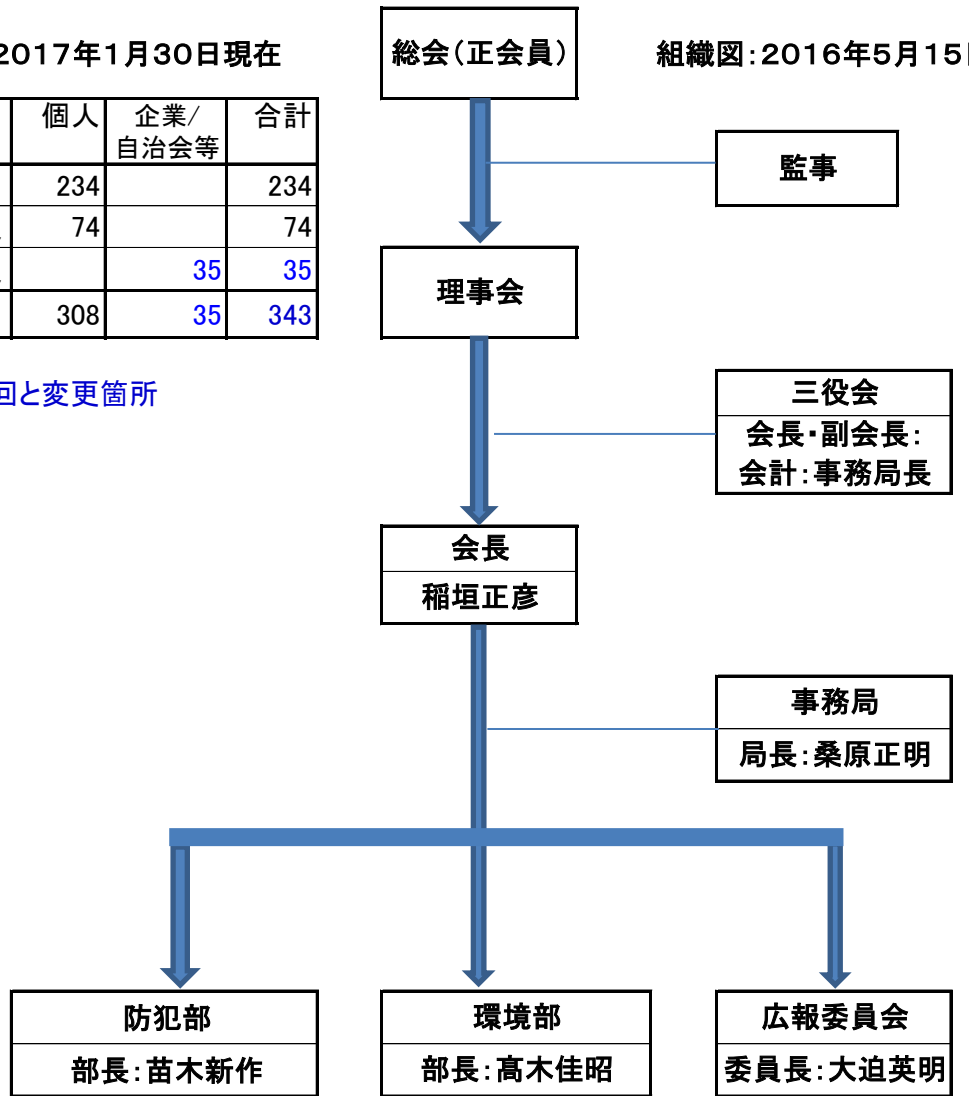 2017年1月30日現在
総会（正会員）
組織図：2016年5月15
個人 企業/ 合計
自治会等
234 234
74 74
35 35
308 35 343
監事
理事会
回と変更箇所
三役会
会長・副会長：
会計：事務局長
会長
稲垣正彦
事務局
局長：桑原正明
防犯部
部長：苗木新作
環境部
部長：髙木佳昭
広報委員会
委員長：大迫英明